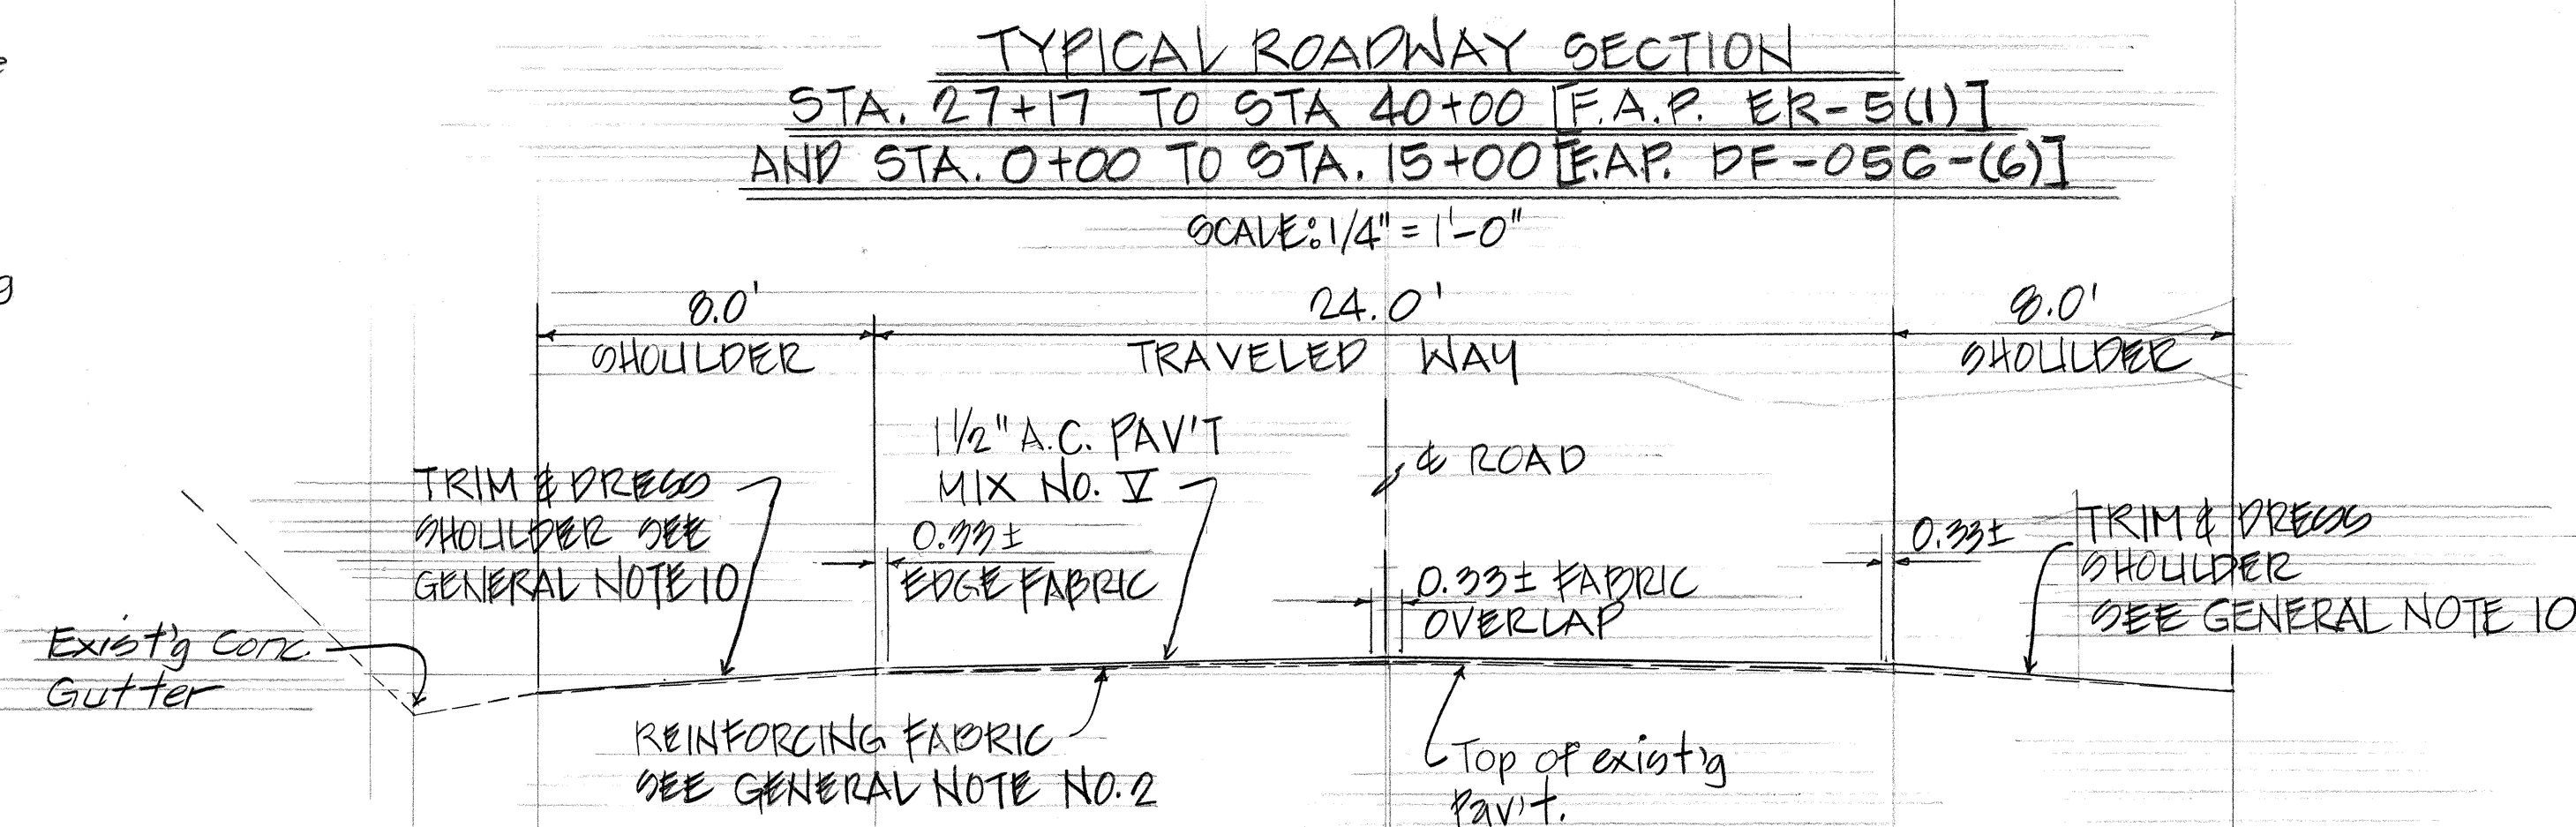 TYPICAL ROADWAY SECTION
STA. 27+17 TO STA 40+00 [F.A.P. ER-5(1)]
AND STA. 0+00 TO STA. 15+00 [F.A.P. DF-056-(6)]
SCALE: 1/4" = 1'-0"
8.0'
24.0'
8.0'
SHOULDER
TRAVELED WAY
SHOULDER
1 1/2" A.C. PAV'T
MIX NO. V
℄ ROAD
TRIM & DRESS
SHOULDER SEE
GENERAL NOTE 10
0.33±
EDGE FABRIC
0.33± FABRIC
OVERLAP
0.33±
TRIM & DRESS
SHOULDER
SEE GENERAL NOTE 10
Exist'g Conc.
Gutter
REINFORCING FABRIC
SEE GENERAL NOTE NO. 2
Top of exist'g
Pav't.